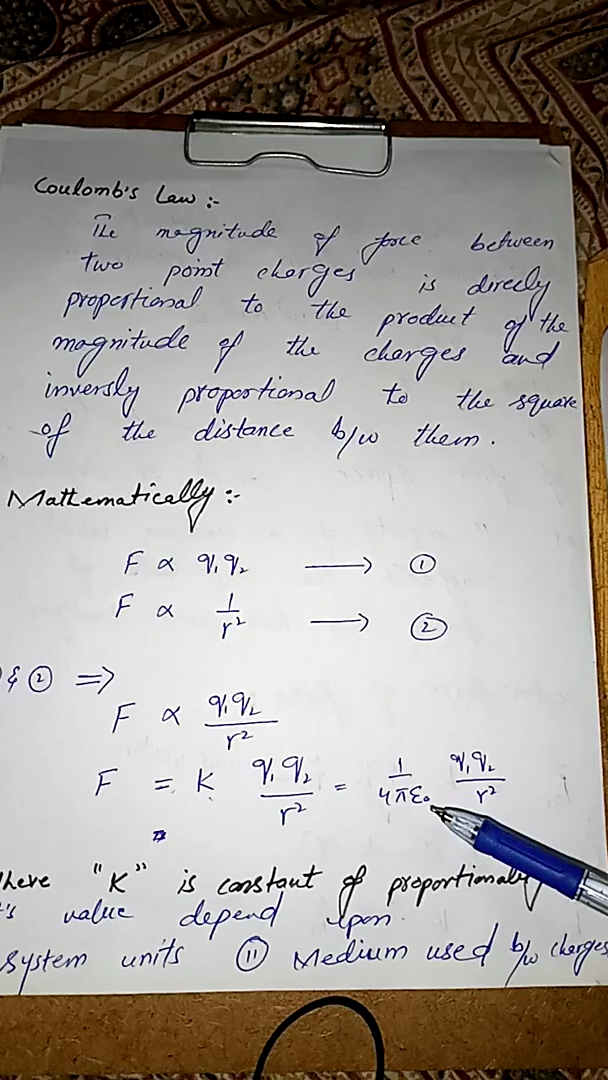 Coulomb's Law :-
The magnitude of force between
two point charges is direcly
proportional to the product of the
magnitude of the charges and
inversly proportional to the square
of the distance b/w them.
Mathematically :-
F ∝ q₁q₂ ⟶ ①
F ∝ 1/r² ⟶ ②
& ② ⇒
F ∝ q₁q₂/r²
F = K q₁q₂/r² = 1/4πε₀ q₁q₂/r²
here "K" is constant of proportionality
's value depend upon
system units ⑪ Medium used b/w charges